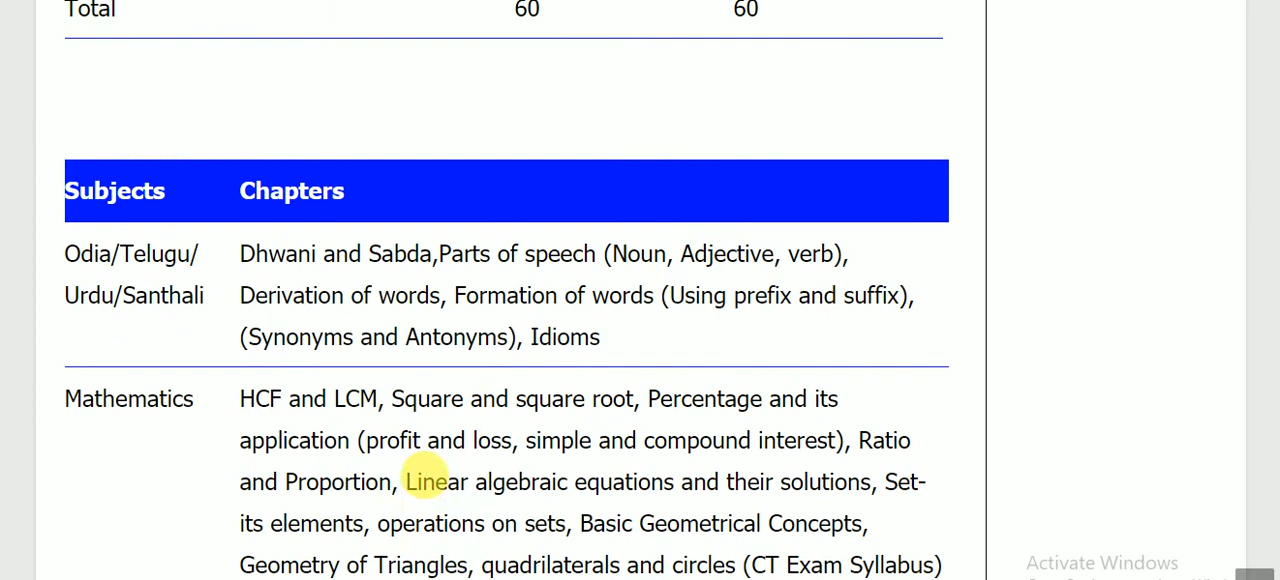 Total 60 60
Subjects Chapters
Odia/Telugu/ Dhwani and Sabda,Parts of speech (Noun, Adjective, verb),
Urdu/Santhali Derivation of words, Formation of words (Using prefix and suffix),
(Synonyms and Antonyms), Idioms
Mathematics HCF and LCM, Square and square root, Percentage and its
application (profit and loss, simple and compound interest), Ratio
and Proportion, Linear algebraic equations and their solutions, Set-
its elements, operations on sets, Basic Geometrical Concepts,
Geometry of Triangles, quadrilaterals and circles (CT Exam Syllabus)
Activate Windows